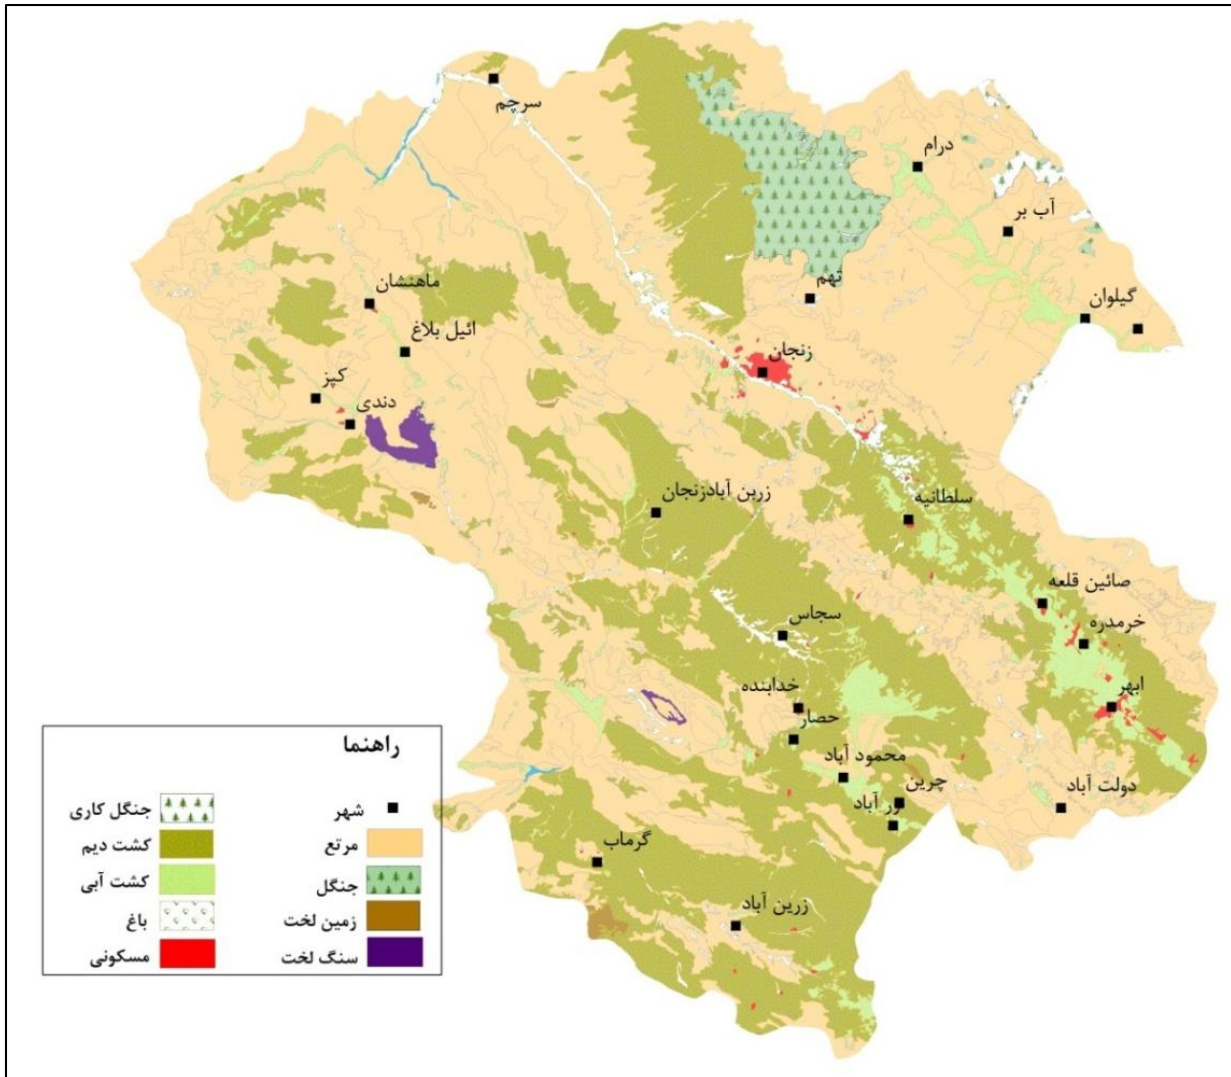 سرچم
درام
آب بر
تهم
گیلوان
ماهنشان
ائیل بلاغ
زنجان
کپز
دندی
زرین آبادزنجان
سلطانیه
صائین قلعه
خرمدره
سجاس
ابهر
خدابنده
حصار
محمود آباد
چرین
دولت آباد
زر آباد
گرماب
زرین آباد
راهنما
شهر
جنگل کاری
مرتع
کشت دیم
جنگل
کشت آبی
زمین لخت
باغ
سنگ لخت
مسکونی